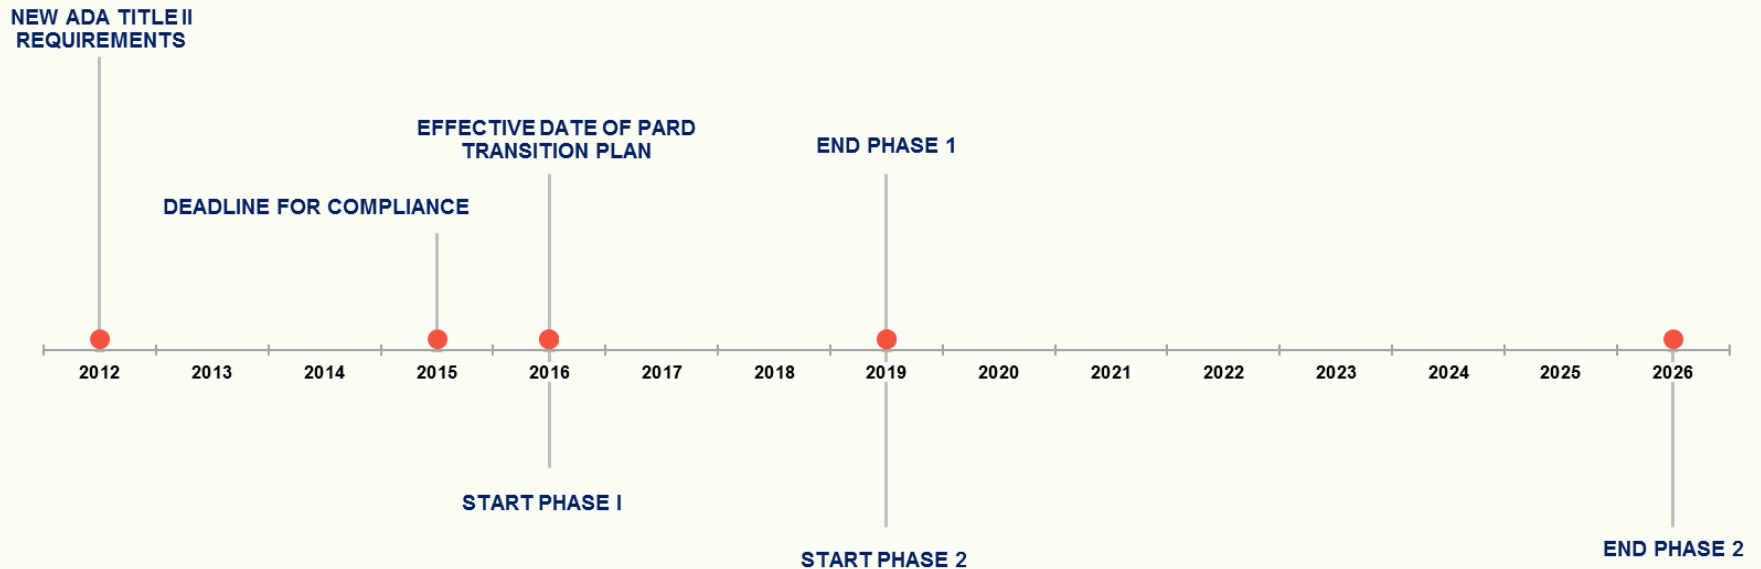 NEW ADA TITLE II
REQUIREMENTS
EFFECTIVE DATE OF PARD
TRANSITION PLAN
END PHASE 1
DEADLINE FOR COMPLIANCE
2012 2013 2014 2015 2016 2017 2018 2019 2020 2021 2022 2023 2024 2025 2026
START PHASE I
START PHASE 2
END PHASE 2